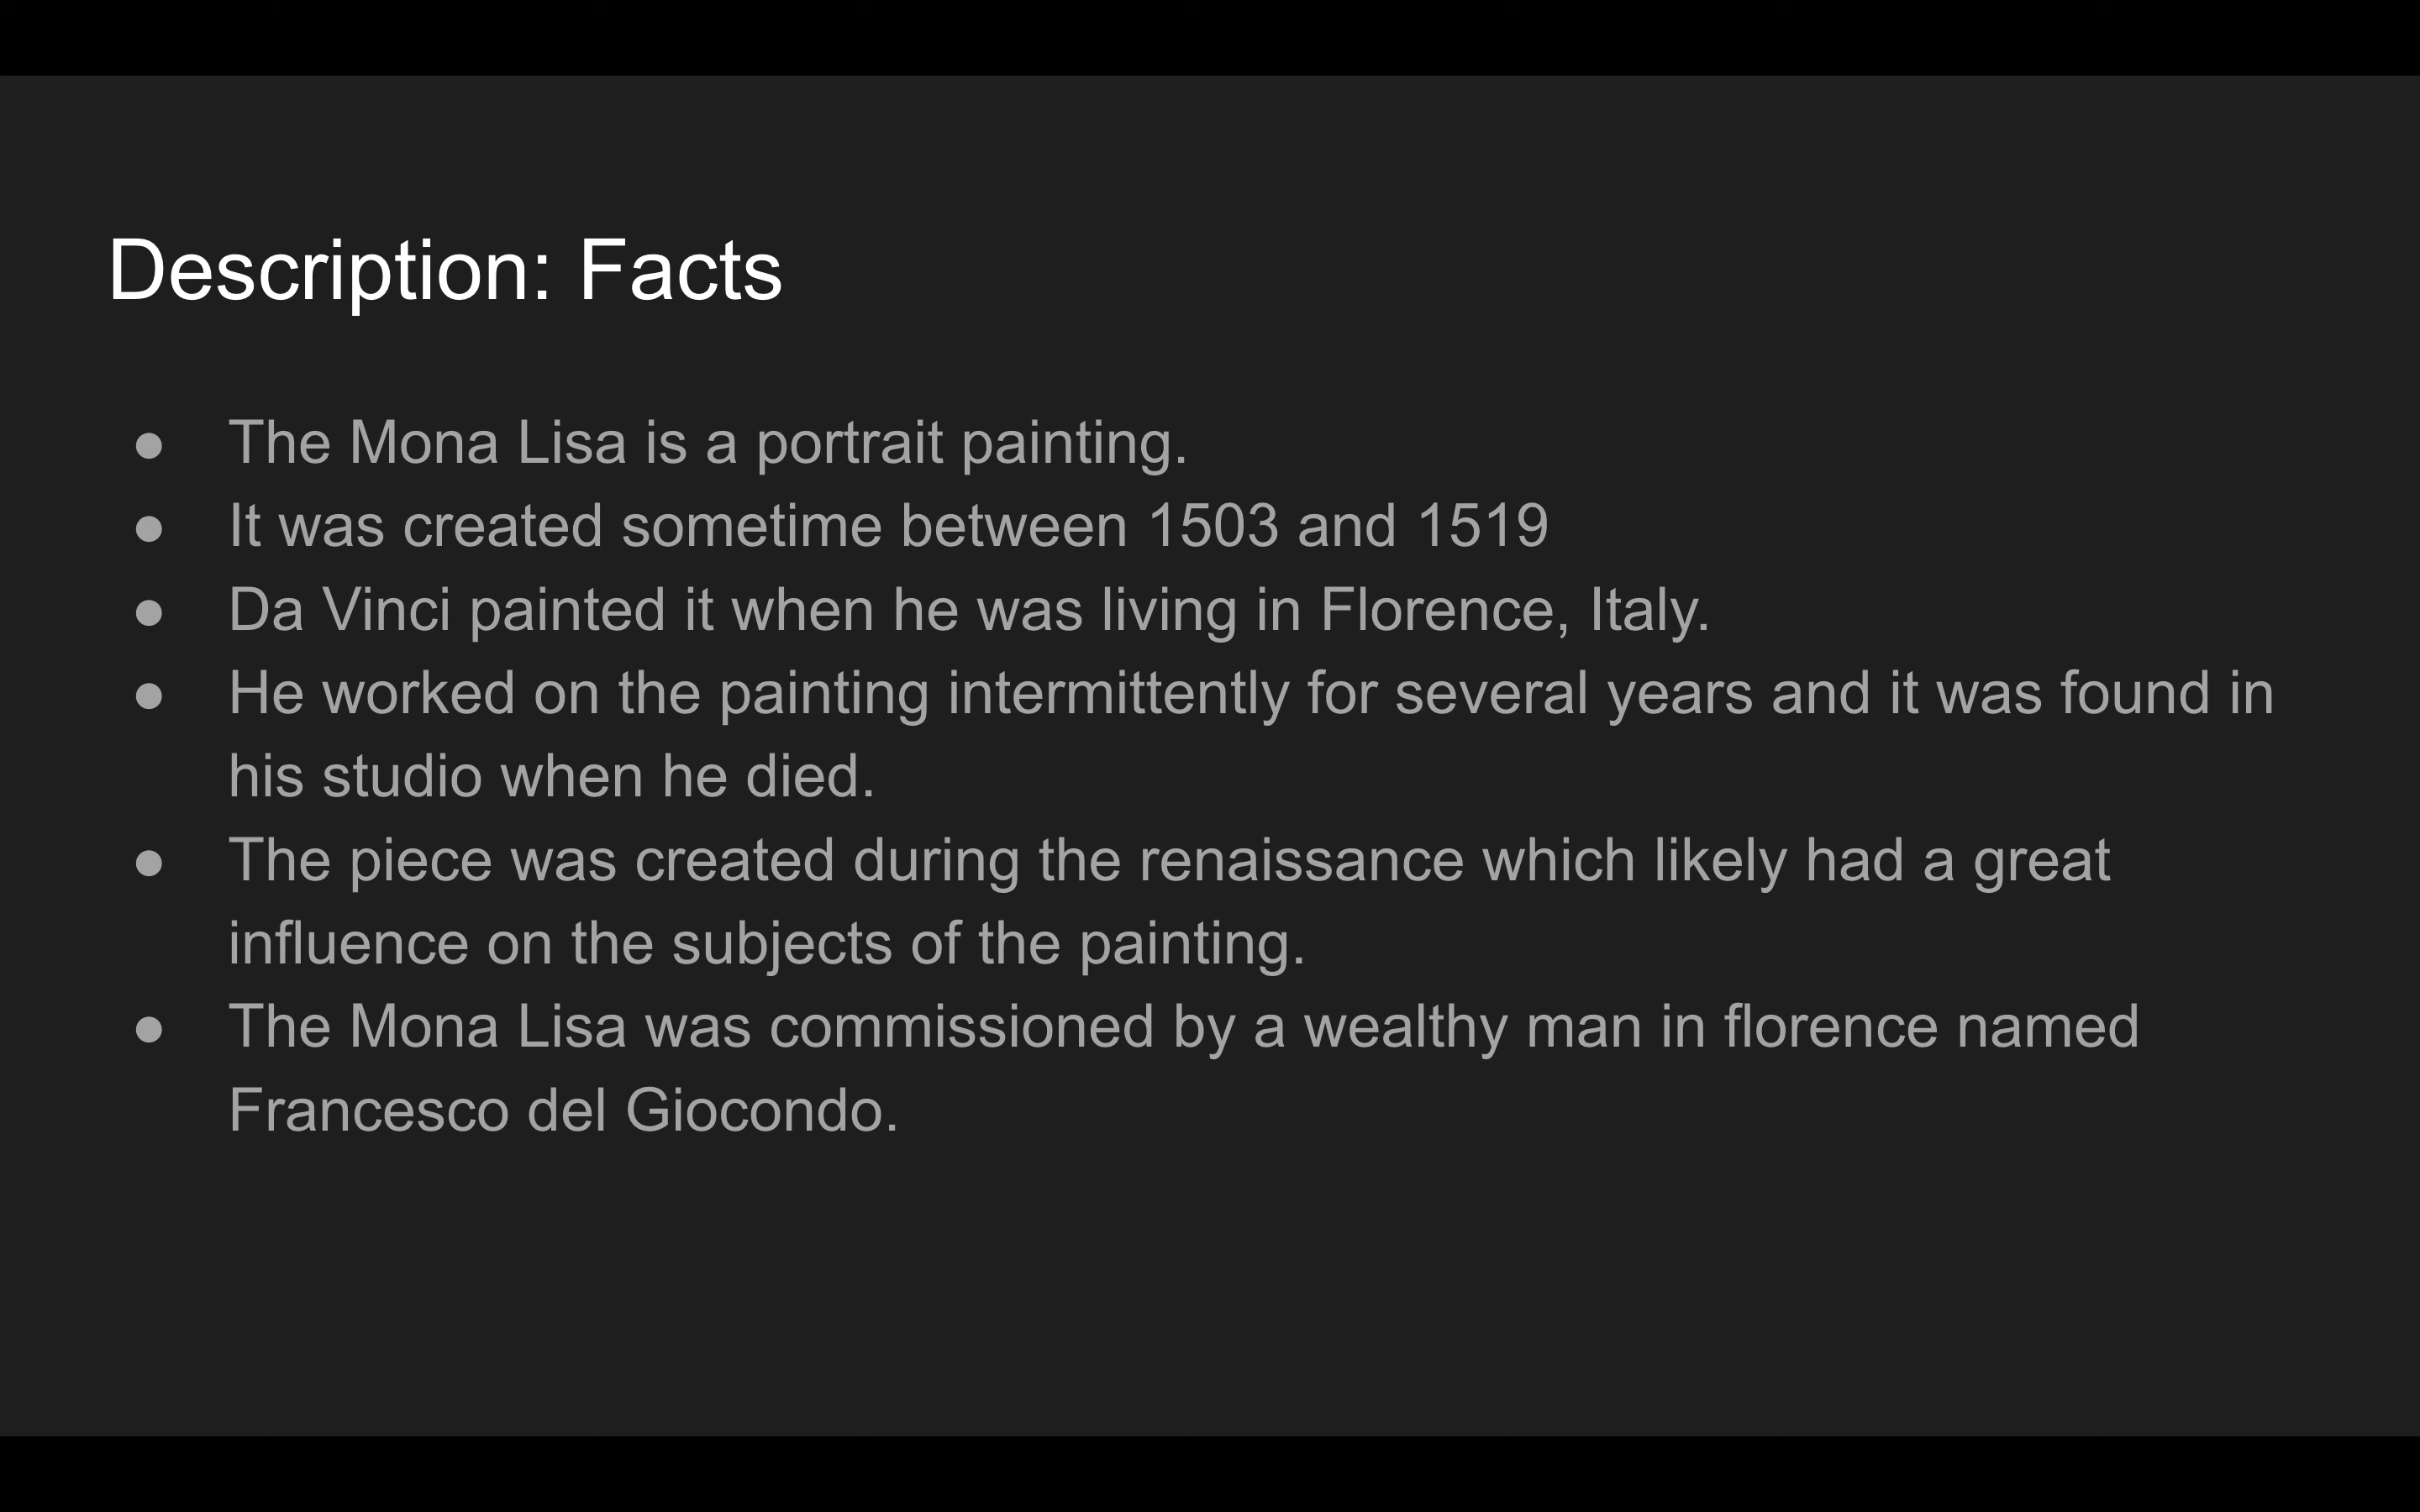 Description: Facts
● The Mona Lisa is a portrait painting.
● It was created sometime between 1503 and 1519
● Da Vinci painted it when he was living in Florence, Italy.
● He worked on the painting intermittently for several years and it was found in
his studio when he died.
● The piece was created during the renaissance which likely had a great
influence on the subjects of the painting.
● The Mona Lisa was commissioned by a wealthy man in florence named
Francesco del Giocondo.